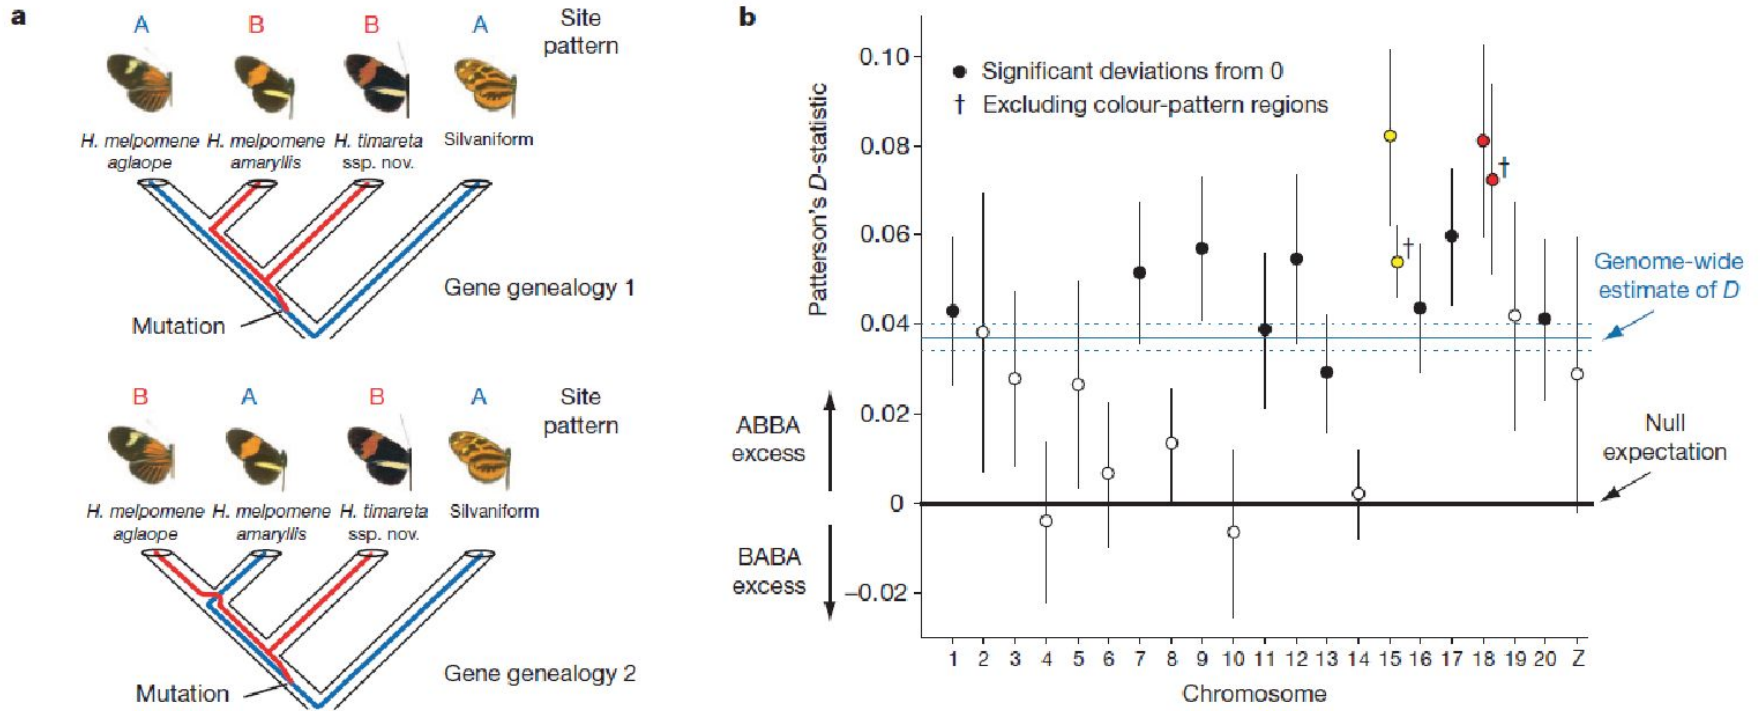 a
A B B A Site
pattern
H. melpomene H. melpomene H. timareta Silvaniform
aglaope amaryllis ssp. nov.
Gene genealogy 1
Mutation
B A B A Site
pattern
H. melpomene H. melpomene H. timareta Silvaniform
aglaope amaryllis ssp. nov.
Gene genealogy 2
Mutation
b
Patterson's D-statistic
0.10
0.08
0.06
0.04
0.02
0
–0.02
ABBA
excess
BABA
excess
Significant deviations from 0
† Excluding colour-pattern regions
†
†
Genome-wide
estimate of D
Null
expectation
1 2 3 4 5 6 7 8 9 10 11 12 13 14 15 16 17 18 19 20 Z
Chromosome